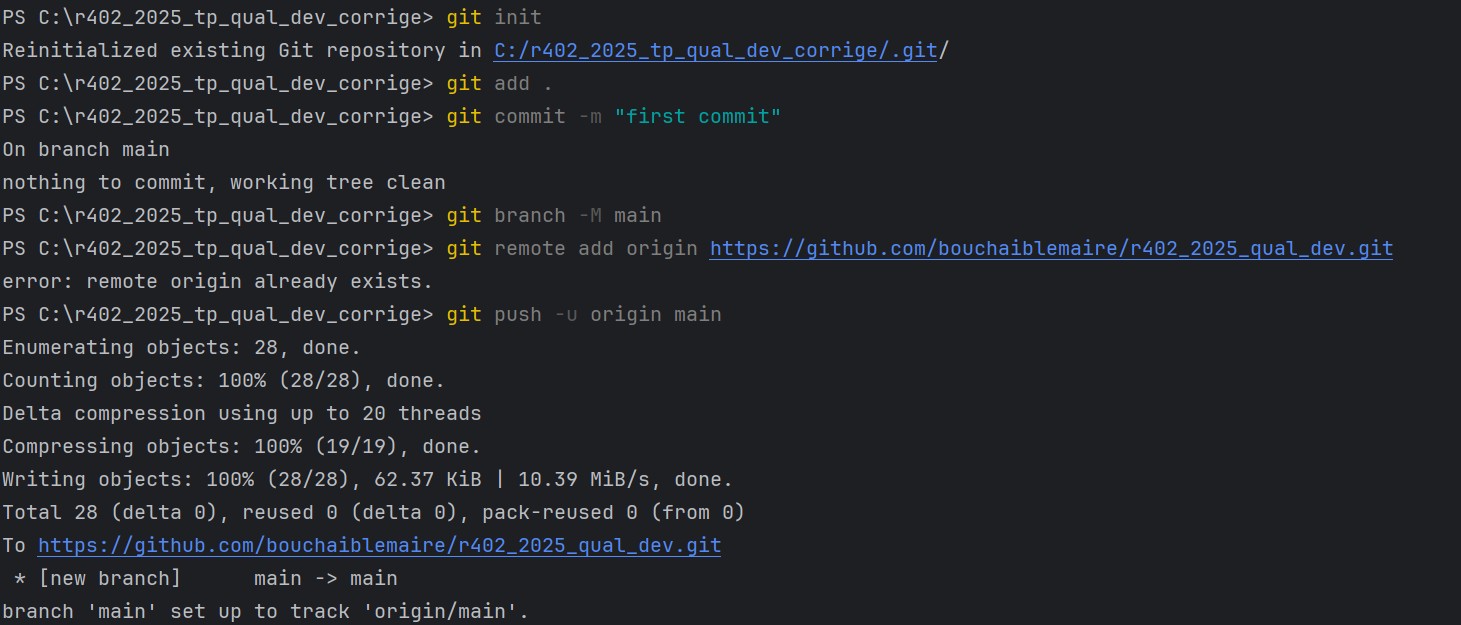 PS C:\r402_2025_tp_qual_dev_corrige> git init
Reinitialized existing Git repository in C:/r402_2025_tp_qual_dev_corrige/.git/
PS C:\r402_2025_tp_qual_dev_corrige> git add .
PS C:\r402_2025_tp_qual_dev_corrige> git commit -m "first commit"
On branch main
nothing to commit, working tree clean
PS C:\r402_2025_tp_qual_dev_corrige> git branch -M main
PS C:\r402_2025_tp_qual_dev_corrige> git remote add origin https://github.com/bouchaiblemaire/r402_2025_qual_dev.git
error: remote origin already exists.
PS C:\r402_2025_tp_qual_dev_corrige> git push -u origin main
Enumerating objects: 28, done.
Counting objects: 100% (28/28), done.
Delta compression using up to 20 threads
Compressing objects: 100% (19/19), done.
Writing objects: 100% (28/28), 62.37 KiB | 10.39 MiB/s, done.
Total 28 (delta 0), reused 0 (delta 0), pack-reused 0 (from 0)
To https://github.com/bouchaiblemaire/r402_2025_qual_dev.git
 * [new branch]      main -> main
branch 'main' set up to track 'origin/main'.